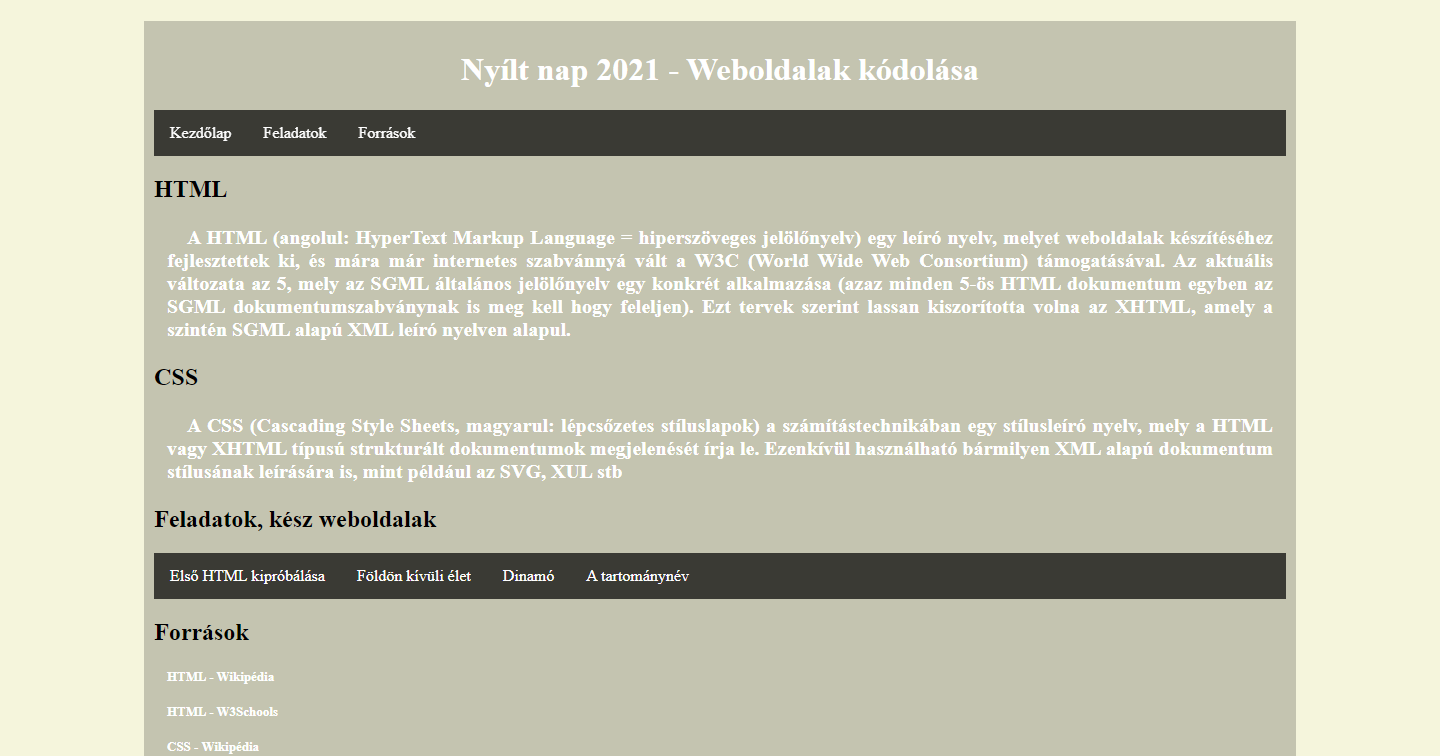 Nyílt nap 2021 - Weboldalak kódolása
Kezdőlap Feladatok Források
HTML
A HTML (angolul: HyperText Markup Language = hiperszöveges jelölőnyelv) egy leíró nyelv, melyet weboldalak készítéséhez
fejlesztettek ki, és mára már internetes szabvánnyá vált a W3C (World Wide Web Consortium) támogatásával. Az aktuális
változata az 5, mely az SGML általános jelölőnyelv egy konkrét alkalmazása (azaz minden 5-ös HTML dokumentum egyben az
SGML dokumentumszabványnak is meg kell hogy feleljen). Ezt tervek szerint lassan kiszorította volna az XHTML, amely a
szintén SGML alapú XML leíró nyelven alapul.
CSS
A CSS (Cascading Style Sheets, magyarul: lépcsőzetes stíluslapok) a számítástechnikában egy stílusleíró nyelv, mely a HTML
vagy XHTML típusú strukturált dokumentumok megjelenését írja le. Ezenkívül használható bármilyen XML alapú dokumentum
stílusának leírására is, mint például az SVG, XUL stb
Feladatok, kész weboldalak
Első HTML kipróbálása Földön kívüli élet Dinamó A tartománynév
Források
HTML - Wikipédia
HTML - W3Schools
CSS - Wikipédia